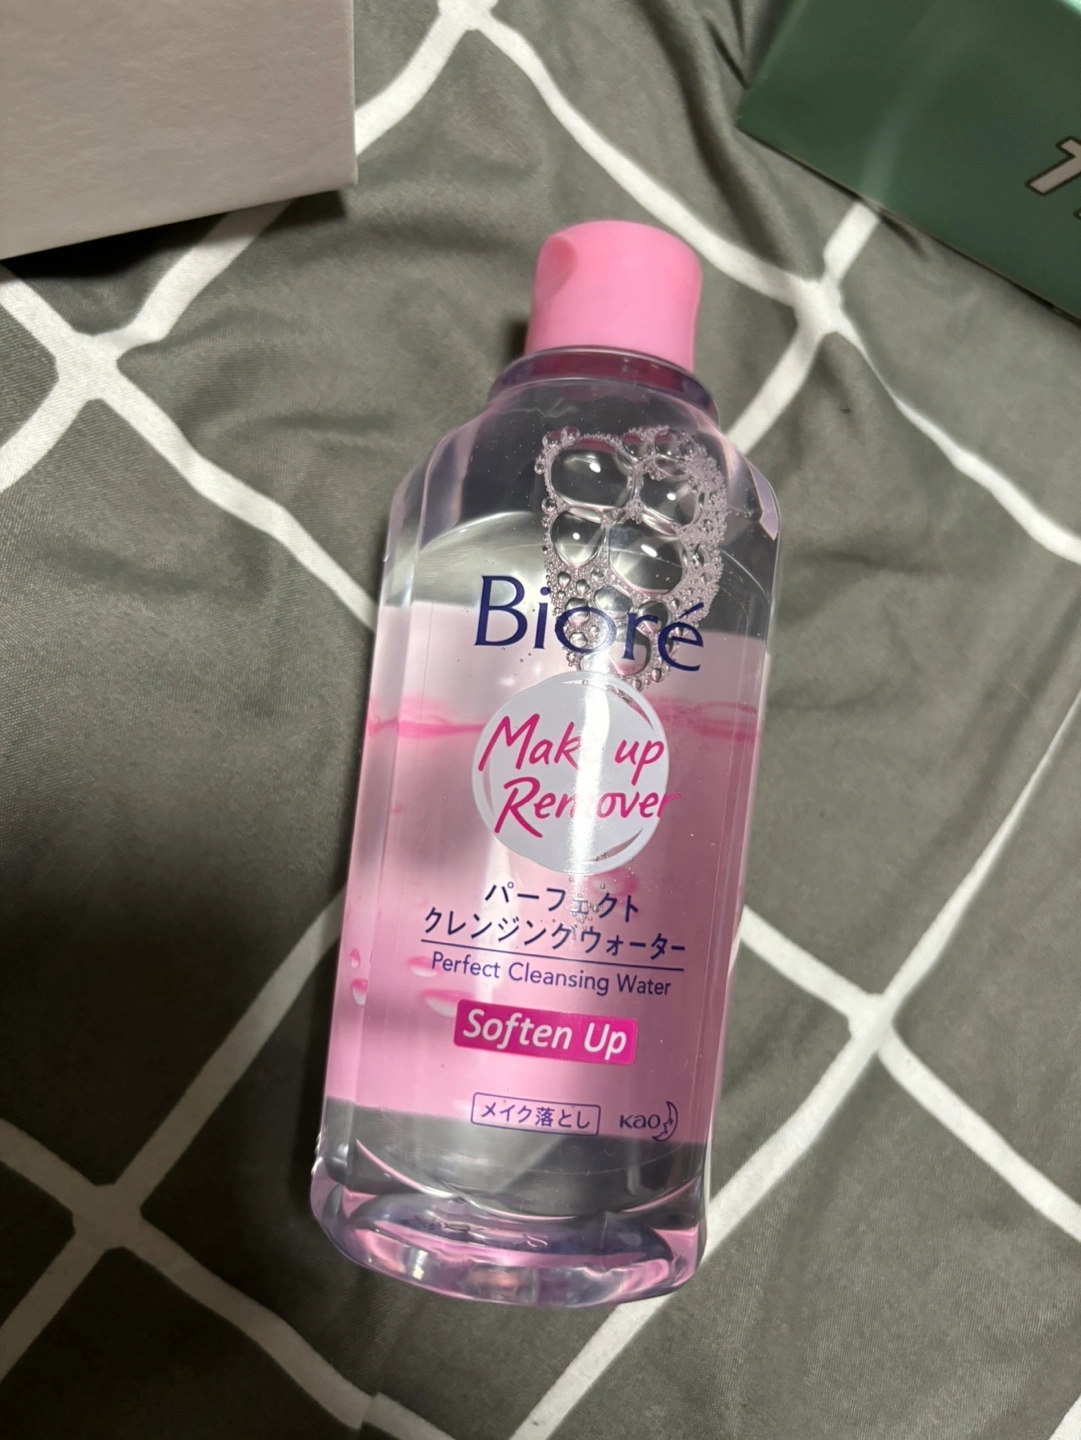 Bioré
Make up
Remover
パーフェクト
クレンジングウォーター
Perfect Cleansing Water
Soften Up
メイク落とし
Kao